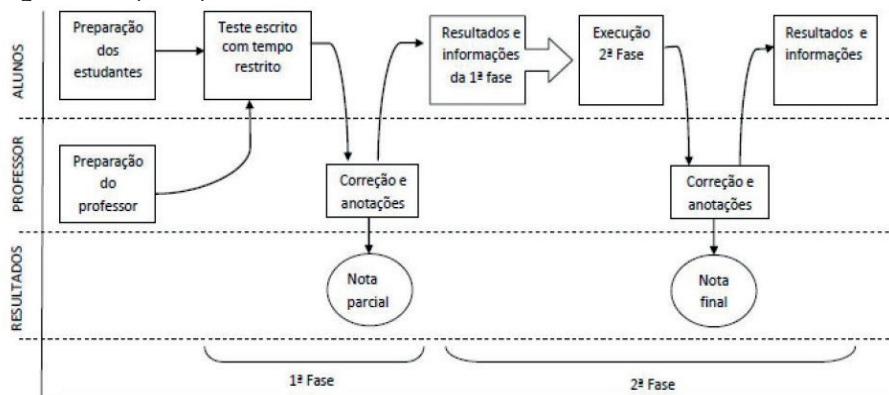 ALUNOS
Preparação
dos
estudantes
Teste escrito
com tempo
restrito
Resultados e
informações
da 1ª fase
Execução
2ª Fase
Resultados e
informações
PROFESSOR
Preparação
do
professor
Correção e
anotações
Correção e
anotações
RESULTADOS
Nota
parcial
Nota
final
1ª Fase
2ª Fase